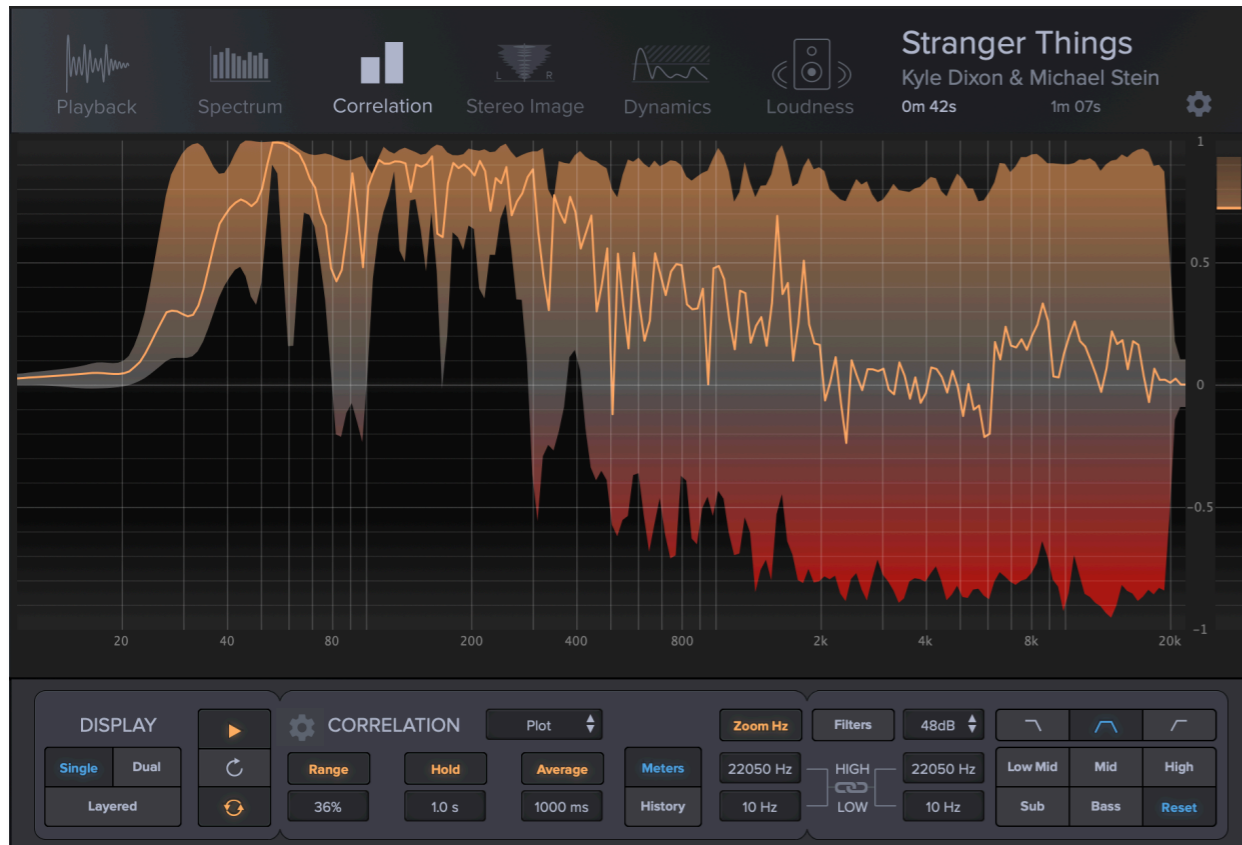 Stranger Things
Kyle Dixon & Michael Stein
0m 42s 1m 07s
Playback Spectrum Correlation Stereo Image Dynamics Loudness
L R
1
0.5
0
-0.5
-1
20 40 80 200 400 800 2k 4k 8k 20k
DISPLAY
Single Dual
Layered
CORRELATION Plot
Range Hold Average
36% 1.0 s 1000 ms
Meters
History
Zoom Hz Filters 48dB
22050 Hz HIGH 22050 Hz
10 Hz LOW 10 Hz
Low Mid Mid High
Sub Bass Reset